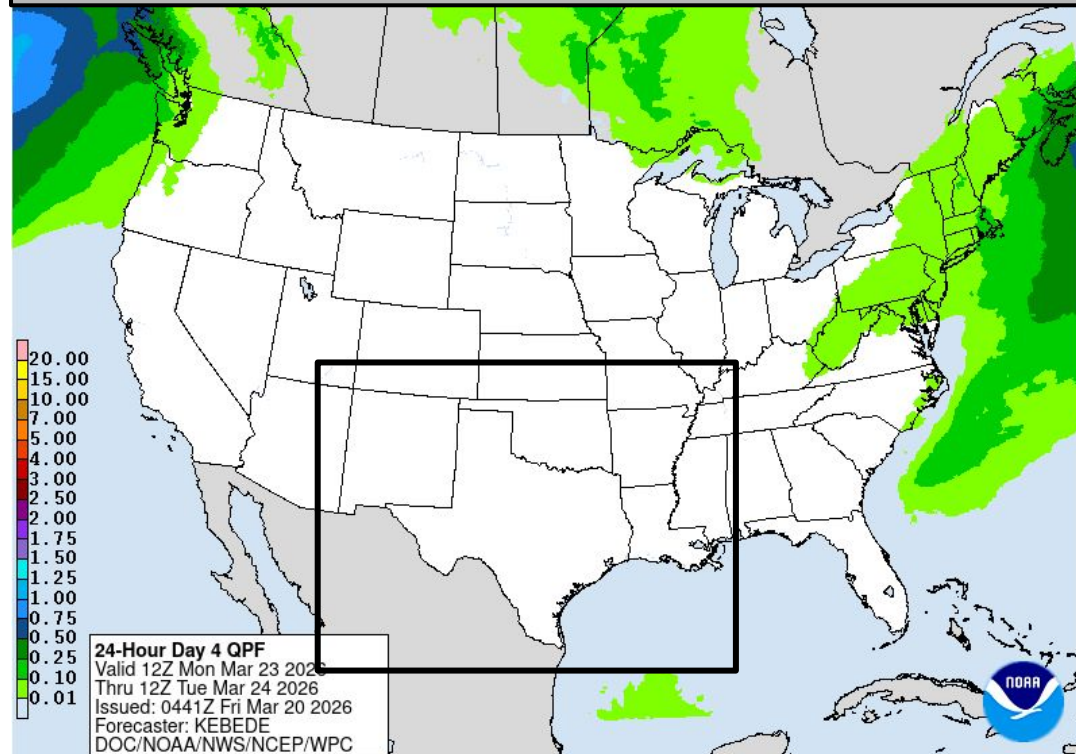 20.00
15.00
10.00
7.00
5.00
4.00
3.00
2.50
2.00
1.75
1.50
1.25
1.00
0.75
0.50
0.25
0.10
0.01
24-Hour Day 4 QPF
Valid 12Z Mon Mar 23 2026
Thru 12Z Tue Mar 24 2026
Issued: 0441Z Fri Mar 20 2026
Forecaster: KEBEDE
DOC/NOAA/NWS/NCEP/WPC
NOAA